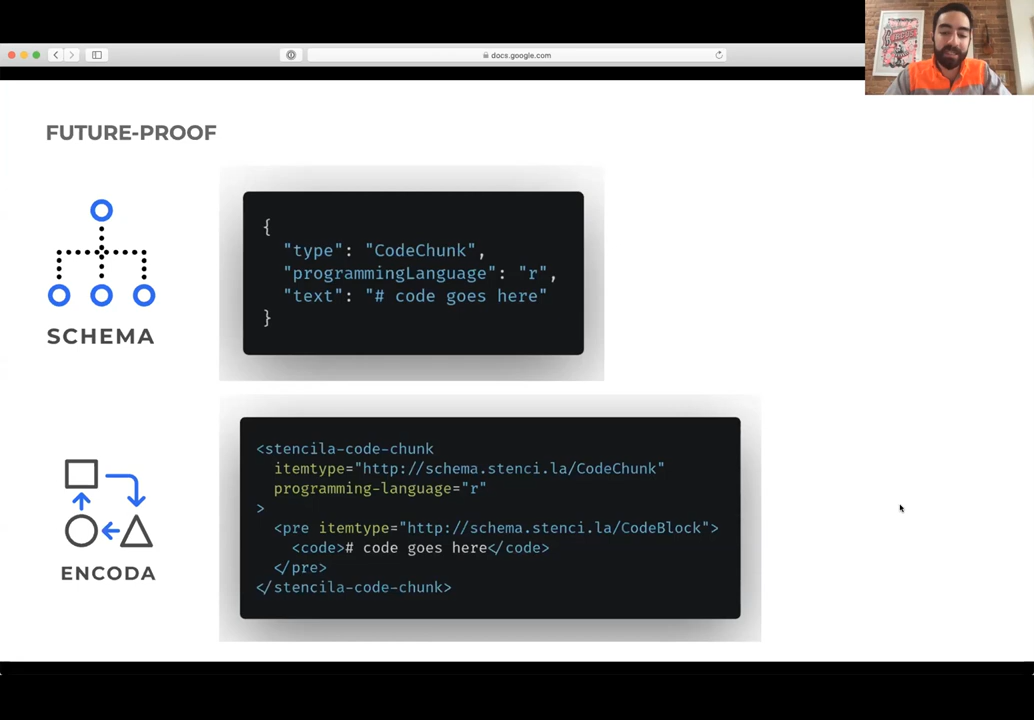 docs.google.com
FUTURE-PROOF
SCHEMA
{
"type": "CodeChunk",
"programmingLanguage": "r",
"text": "# code goes here"
}
ENCODA
<stencila-code-chunk
itemtype="http://schema.stenci.la/CodeChunk"
programming-language="r"
>
<pre itemtype="http://schema.stenci.la/CodeBlock">
<code># code goes here</code>
</pre>
</stencila-code-chunk>